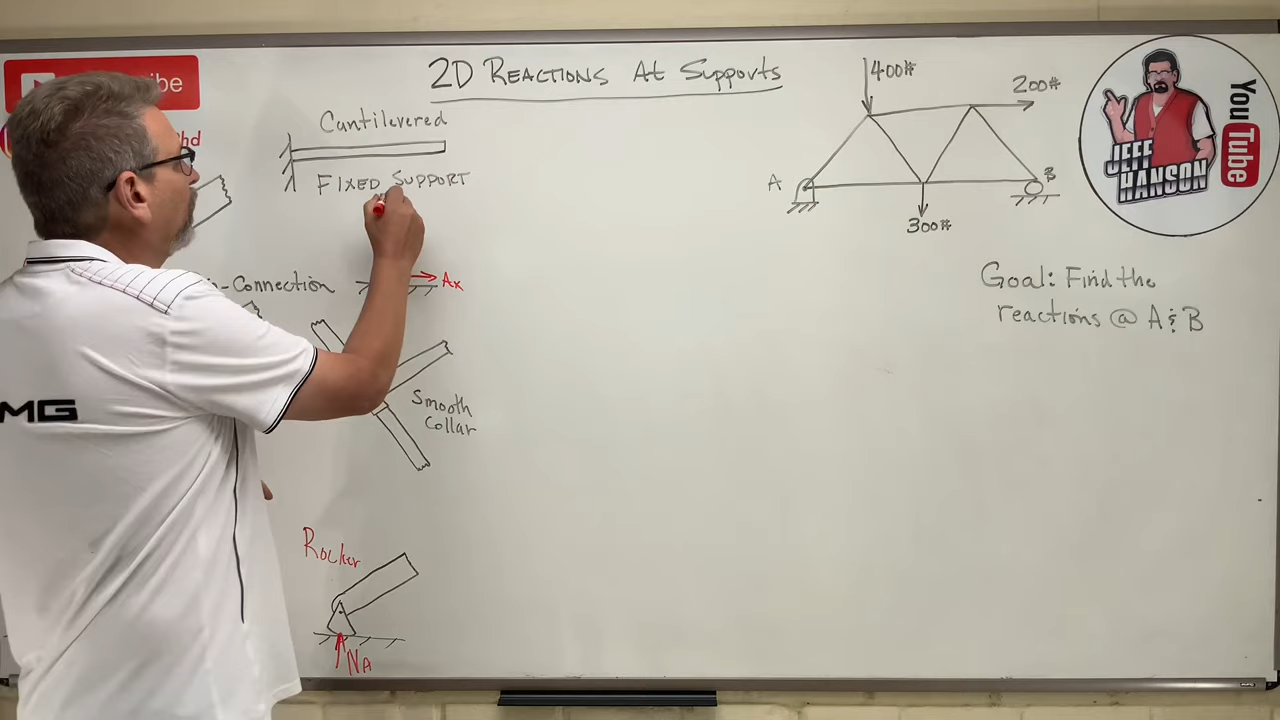 2D REACTIONS At Supports
Cantilevered
FIXED SUPPORT
-Connection
Ax
Smooth
Collar
Rocker
NA
400#
200#
A
B
300#
Goal: Find the
reactions @ A & B
JEFF
HANSON
YouTube
MG